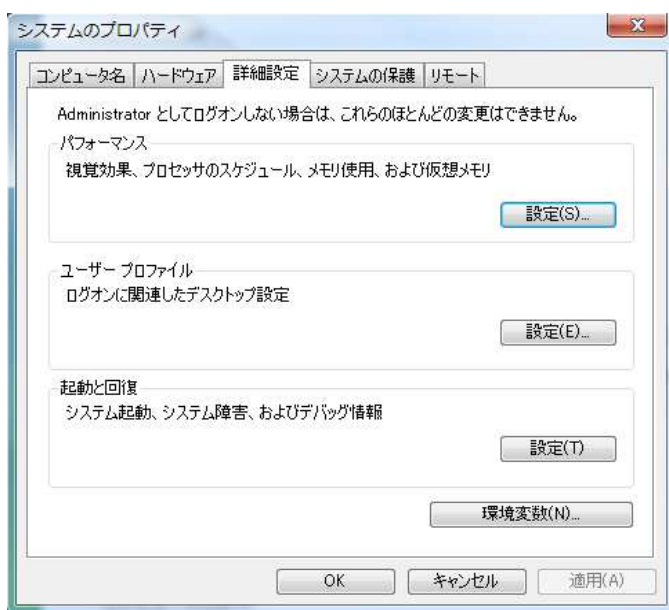 システムのプロパティ
コンピュータ名 ハードウェア 詳細設定 システムの保護 リモート
Administrator としてログオンしない場合は、これらのほとんどの変更はできません。
パフォーマンス
視覚効果、プロセッサのスケジュール、メモリ使用、および仮想メモリ
設定(S)...
ユーザー プロファイル
ログオンに関連したデスクトップ設定
設定(E)...
起動と回復
システム起動、システム障害、およびデバッグ情報
設定(T)
環境変数(N)...
OK キャンセル 適用(A)